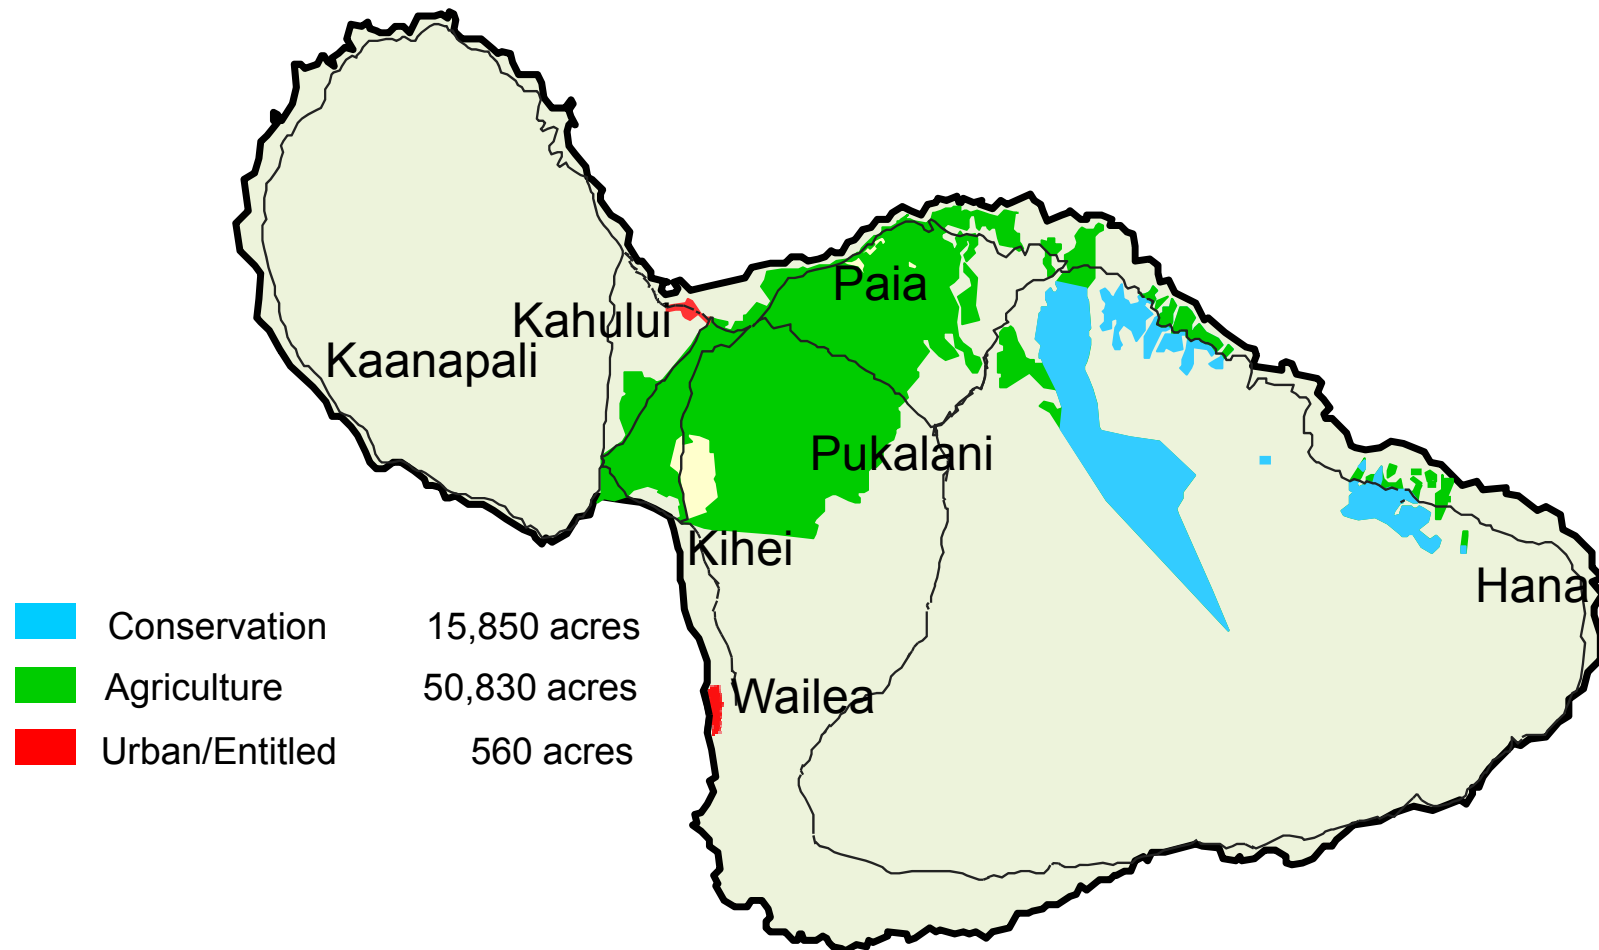 Paia
Kahului
Kaanapali
Pukalani
Kihei
Hana
Conservation 15,850 acres
Agriculture 50,830 acres
Wailea
Urban/Entitled 560 acres